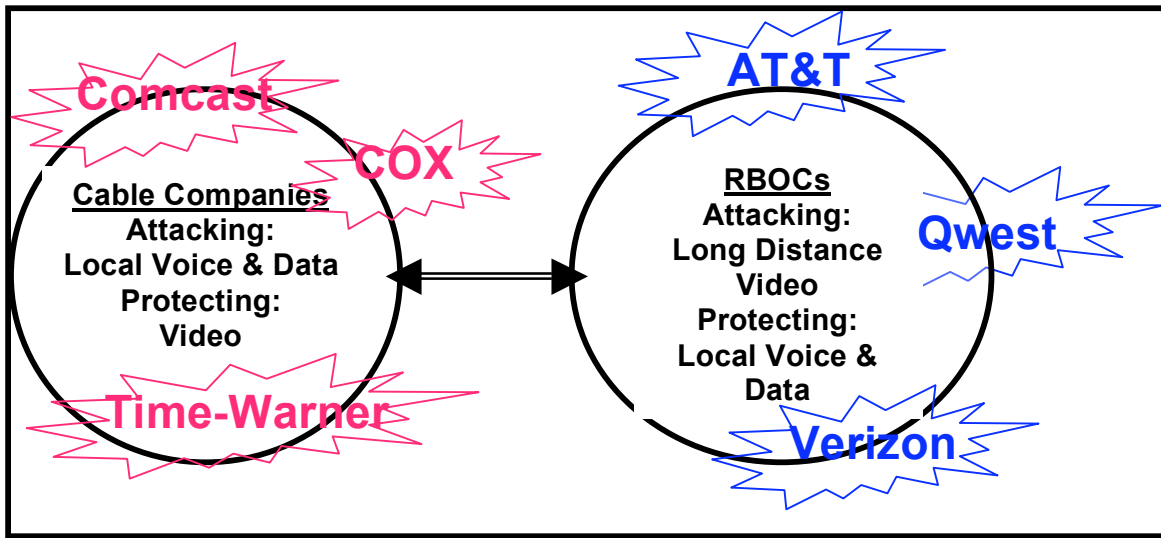 Comcast
COX
Cable Companies
Attacking:
Local Voice & Data
Protecting:
Video
Time-Warner
AT&T
RBOCs
Attacking:
Long Distance
Video
Protecting:
Local Voice &
Data
Qwest
Verizon